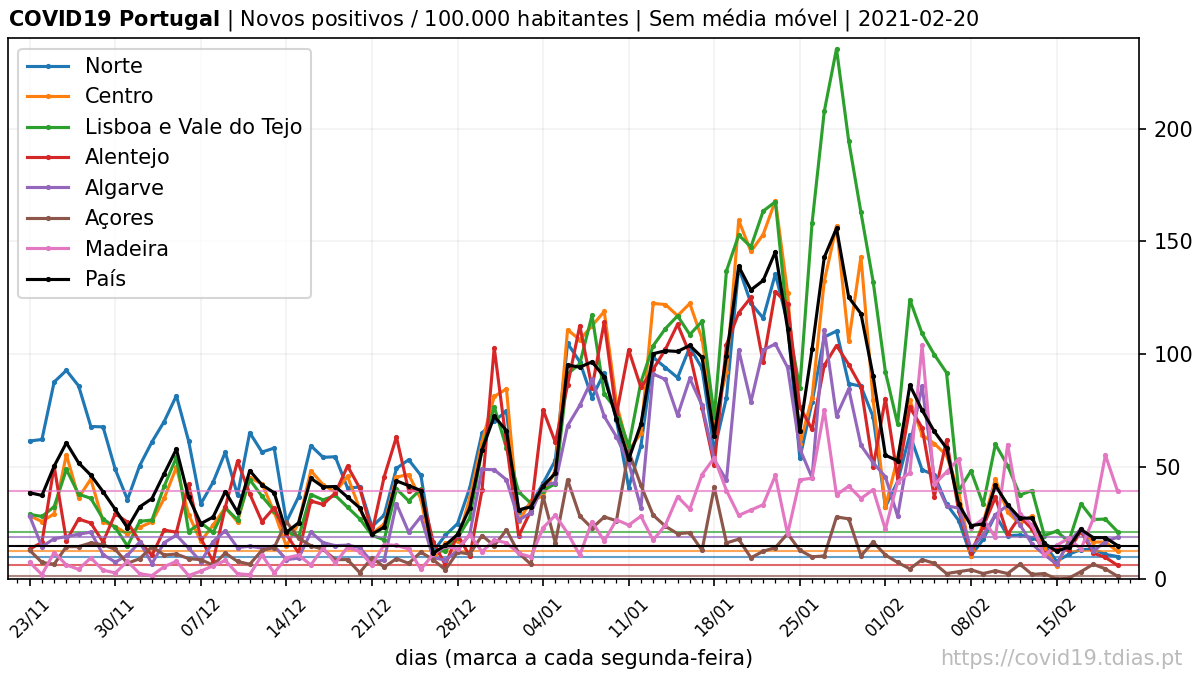 COVID19 Portugal | Novos positivos / 100.000 habitantes | Sem média móvel | 2021-02-20
Norte
Centro
Lisboa e Vale do Tejo
Alentejo
Algarve
Açores
Madeira
País
200
150
100
50
0
23/11
30/11
07/12
14/12
21/12
28/12
04/01
11/01
18/01
25/01
01/02
08/02
15/02
dias (marca a cada segunda-feira)
https://covid19.tdias.pt